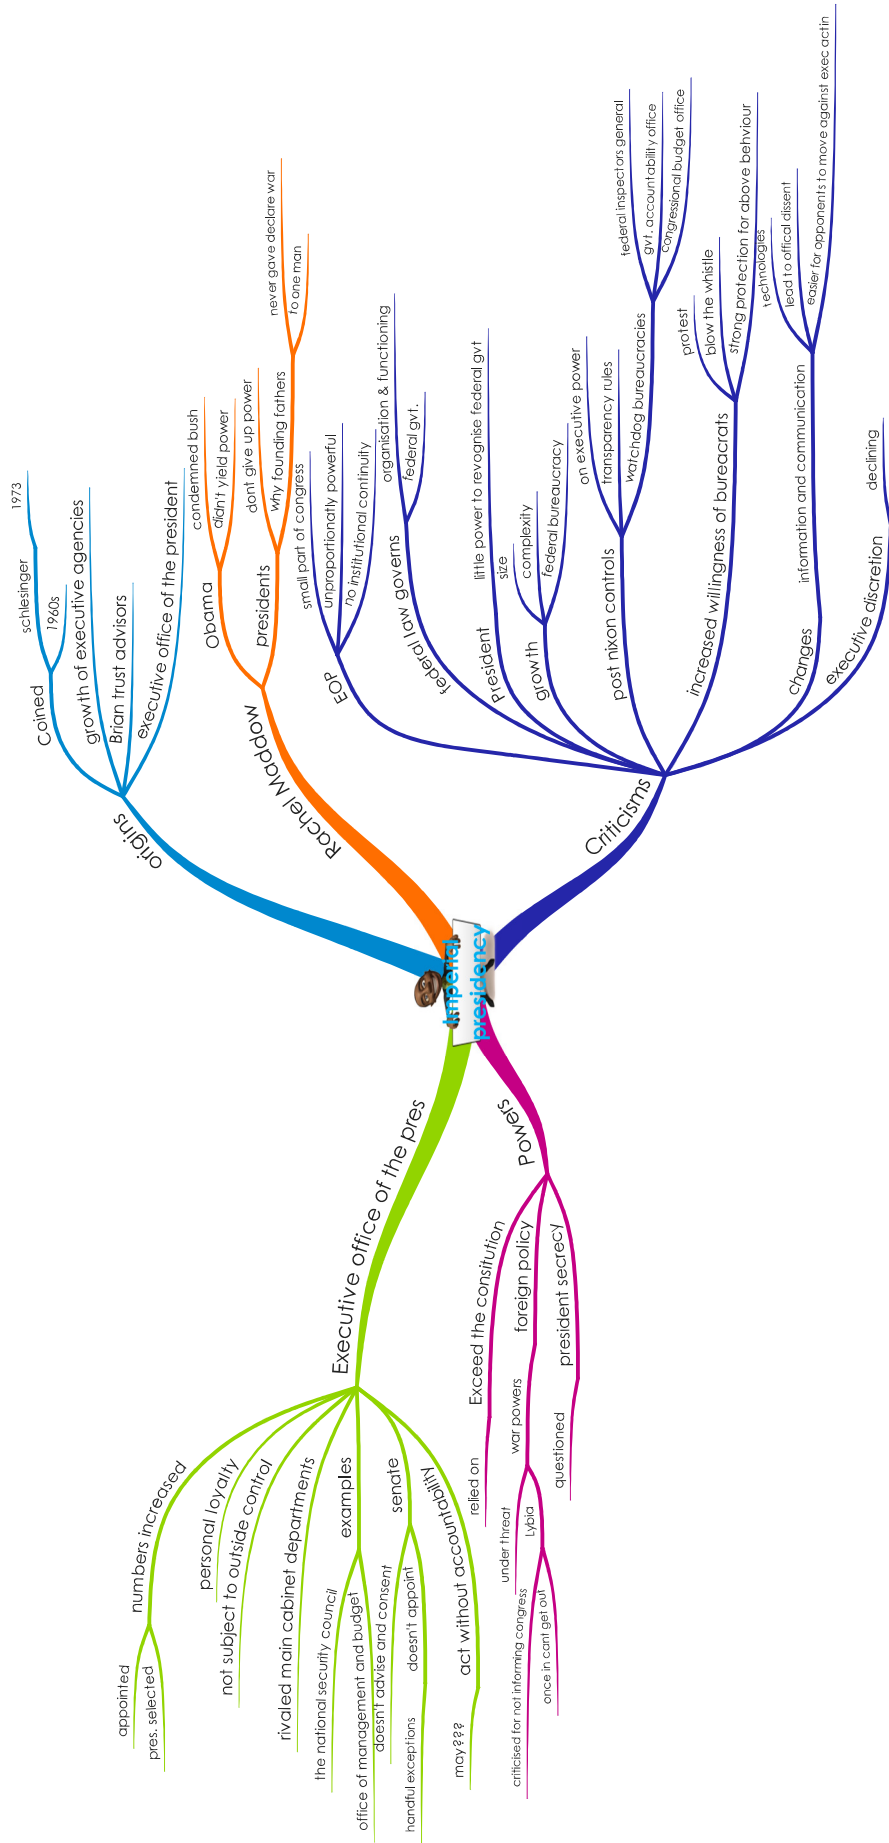 Imperial
presidency
origins
Coined
schlesinger
1973
1960s
growth of executive agencies
Brian trust advisors
executive office of the president
Rachel Maddow
Obama
condemned bush
didn't yield power
presidents
dont give up power
why founding fathers
never gave declare war
to one man
Criticisms
EOP
small part of congress
unproportionatly powerful
no institutional continuity
federal law governs
organisation & functioning
federal gvt.
President
little power to revognise federal gvt
growth
size
complexity
federal bureaucracy
post nixon controls
on executive power
transparency rules
watchdog bureaucracies
federal inspectors general
gvt. accountability office
congressional budget office
increased willingness of bureacrats
protest
blow the whistle
strong protection for above behviour
changes
information and communication
technologies
lead to offical dissent
easier for opponents to move against exec actin
executive discretion
declining
Powers
Exceed the consitution
relied on
foreign policy
war powers
under threat
Lybia
criticised for not informing congress
once in cant get out
president secrecy
questioned
Executive office of the pres
numbers increased
appointed
pres. selected
personal loyalty
not subject to outside control
rivaled main cabinet departments
examples
the national security council
office of management and budget
senate
doesn't advise and consent
doesn't appoint
handful exceptions
act without accountability
may???